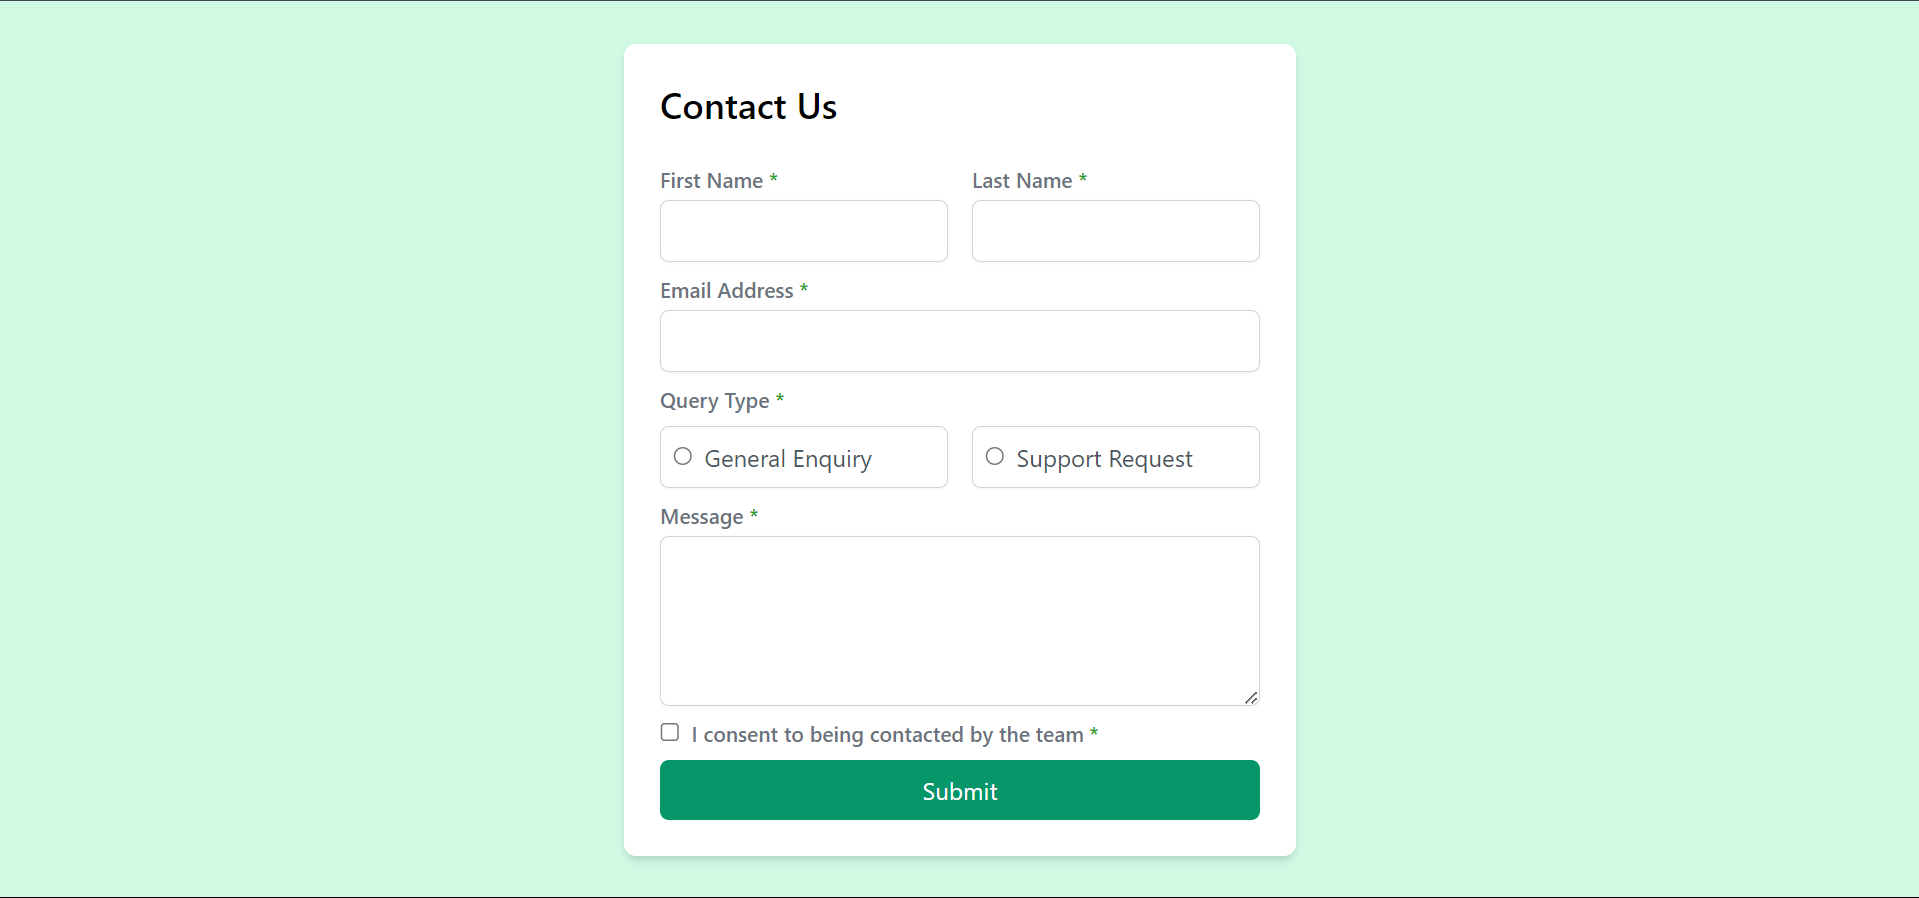 Contact Us
First Name * Last Name *
Email Address *
Query Type *
General Enquiry Support Request
Message *
I consent to being contacted by the team *
Submit